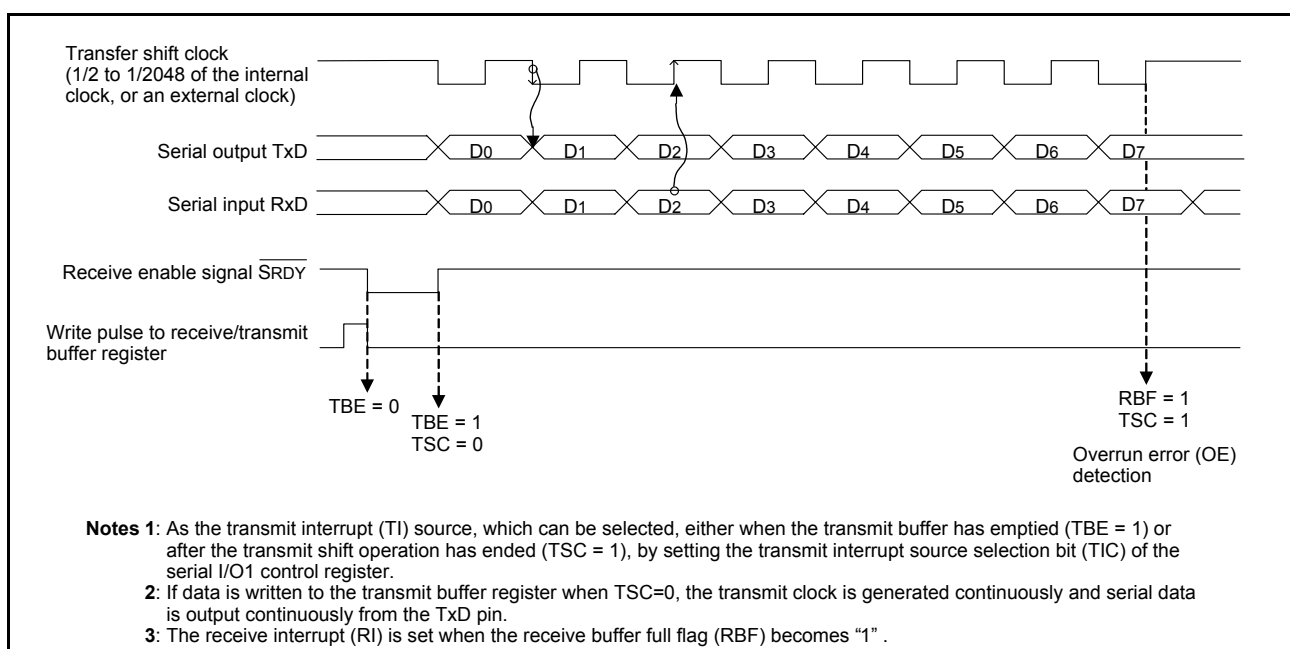 Transfer shift clock
(1/2 to 1/2048 of the internal
clock, or an external clock)
Serial output TxD
D0 D1 D2 D3 D4 D5 D6 D7
Serial input RxD
D0 D1 D2 D3 D4 D5 D6 D7
Receive enable signal SRDY
Write pulse to receive/transmit
buffer register
TBE = 0
TBE = 1
TSC = 0
RBF = 1
TSC = 1
Overrun error (OE)
detection
Notes 1: As the transmit interrupt (TI) source, which can be selected, either when the transmit buffer has emptied (TBE = 1) or
after the transmit shift operation has ended (TSC = 1), by setting the transmit interrupt source selection bit (TIC) of the
serial I/O1 control register.
2: If data is written to the transmit buffer register when TSC=0, the transmit clock is generated continuously and serial data
is output continuously from the TxD pin.
3: The receive interrupt (RI) is set when the receive buffer full flag (RBF) becomes “1” .